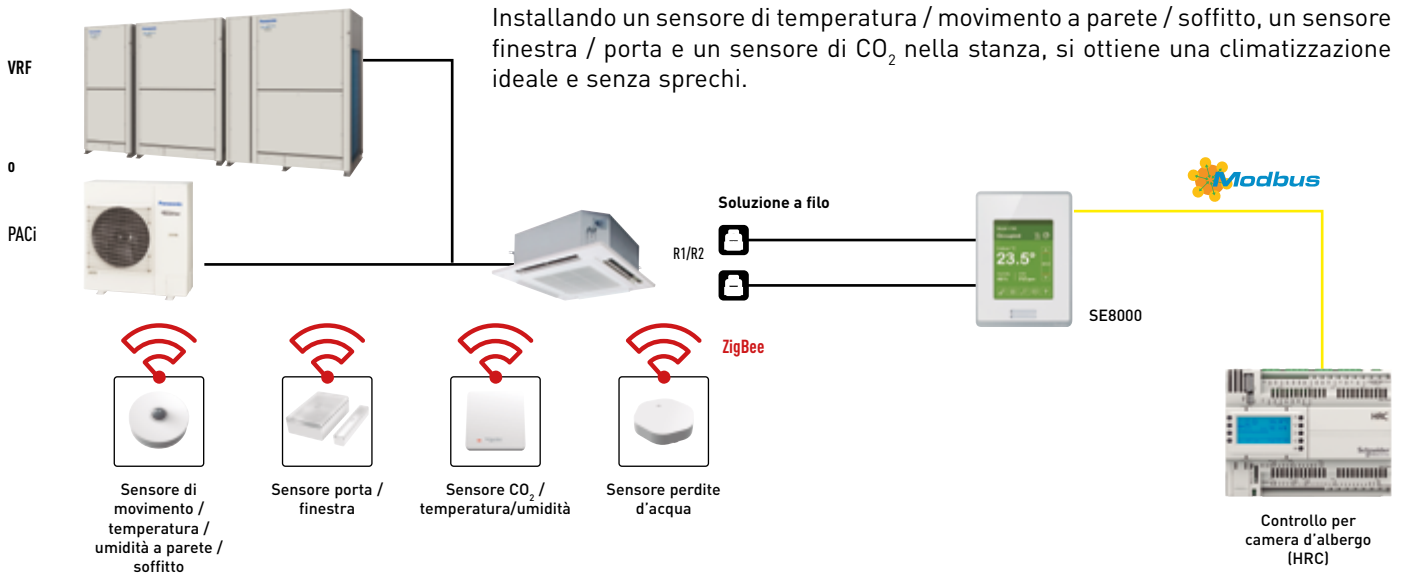 Installando un sensore di temperatura / movimento a parete / soffitto, un sensore
finestra / porta e un sensore di CO₂ nella stanza, si ottiene una climatizzazione
ideale e senza sprechi.
VRF
o
PACi
Panasonic
Soluzione a filo
R1/R2
23.5°
SE8000
Modbus
ZigBee
Sensore di
movimento /
temperatura /
umidità a parete /
soffitto
Sensore porta /
finestra
Sensore CO₂ /
temperatura/umidità
Sensore perdite
d’acqua
HRC
Schneider
Controllo per
camera d’albergo
(HRC)